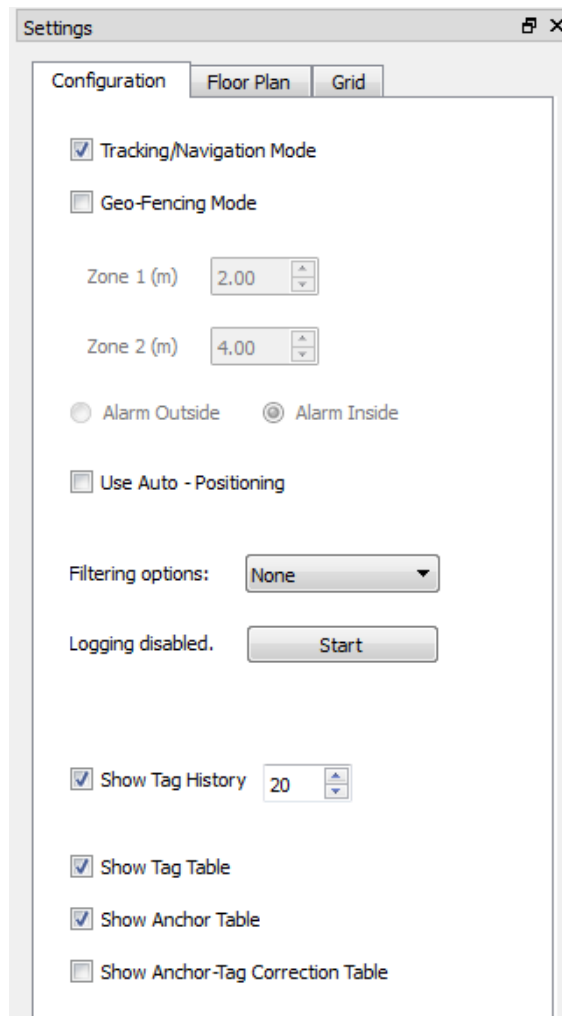 Settings
Configuration Floor Plan Grid
Tracking/Navigation Mode
Geo-Fencing Mode
Zone 1 (m) 2.00
Zone 2 (m) 4.00
Alarm Outside Alarm Inside
Use Auto - Positioning
Filtering options: None
Logging disabled. Start
Show Tag History 20
Show Tag Table
Show Anchor Table
Show Anchor-Tag Correction Table